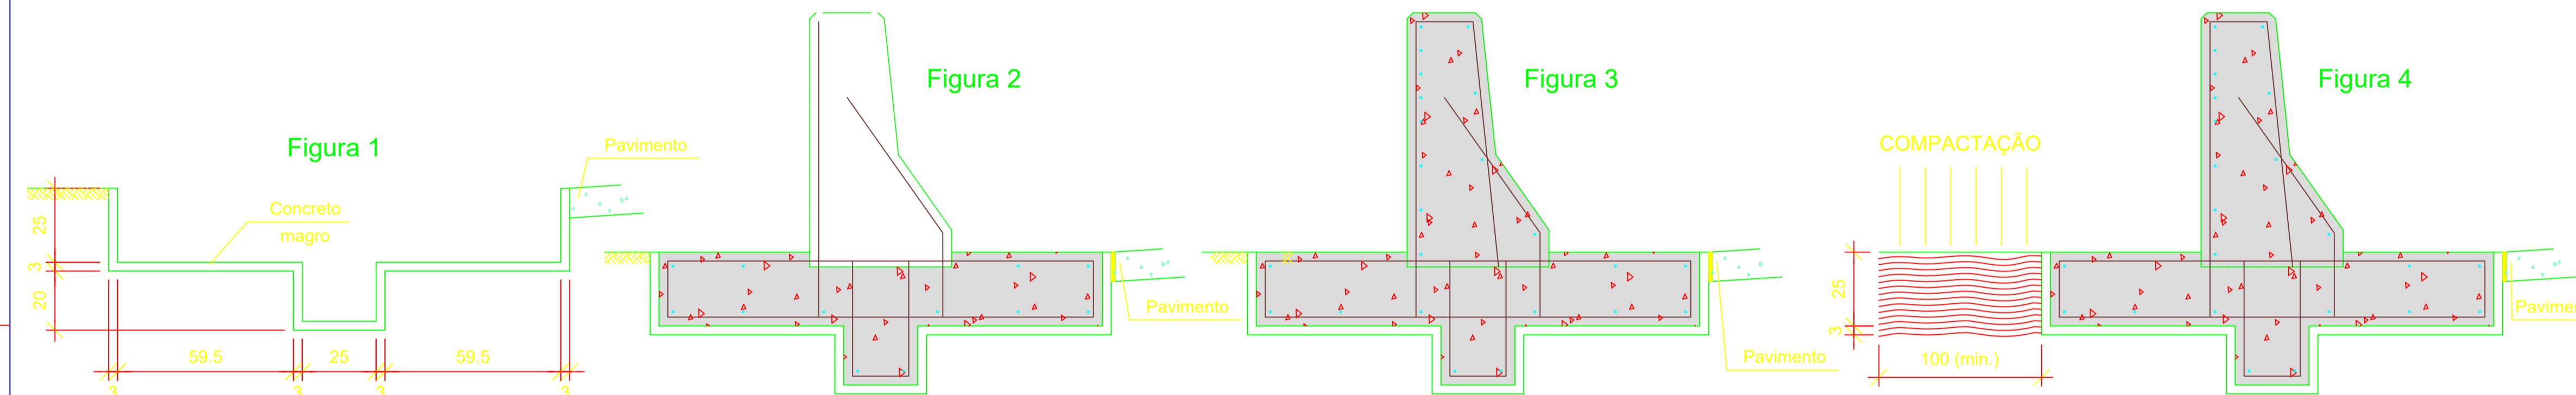 Figura 1
Pavimento
Concreto
magro
25
3
20
59.5
25
59.5
3
3
3
3
Figura 2
Pavimento
Figura 3
Pavimento
Figura 4
COMPACTAÇÃO
25
3
100 (min.)
Pavime